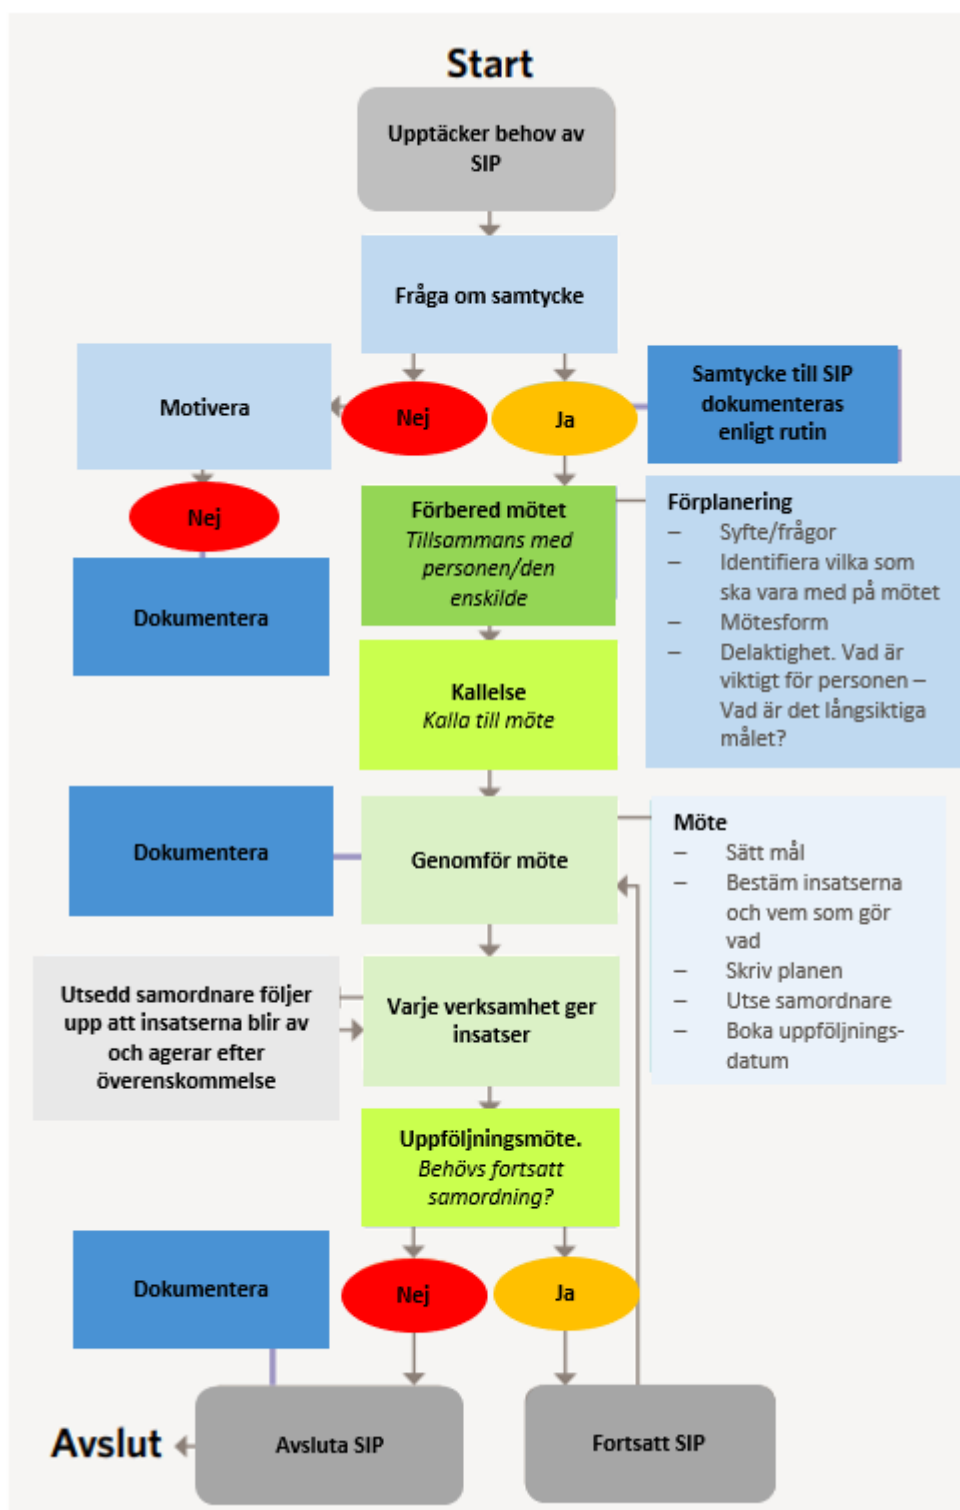 Start
Upptäcker behov av
SIP
Fråga om samtycke
Motivera
Nej
Ja
Samtycke till SIP
dokumenteras
enligt rutin
Nej
Dokumentera
Förbered mötet
Tillsammans med
personen/den
enskilde
Förplanering
– Syfte/frågor
– Identifiera vilka som
ska vara med på mötet
– Mötesform
– Delaktighet. Vad är
viktigt för personen –
Vad är det långsiktiga
målet?
Kallelse
Kalla till möte
Dokumentera
Genomför möte
Möte
– Sätt mål
– Bestäm insatserna
och vem som gör
vad
– Skriv planen
– Utse samordnare
– Boka uppföljnings-
datum
Utsedd samordnare följer
upp att insatserna blir av
och agerar efter
överenskommelse
Varje verksamhet ger
insatser
Uppföljningsmöte.
Behövs fortsatt
samordning?
Dokumentera
Nej
Ja
Avslut
Avsluta SIP
Fortsatt SIP